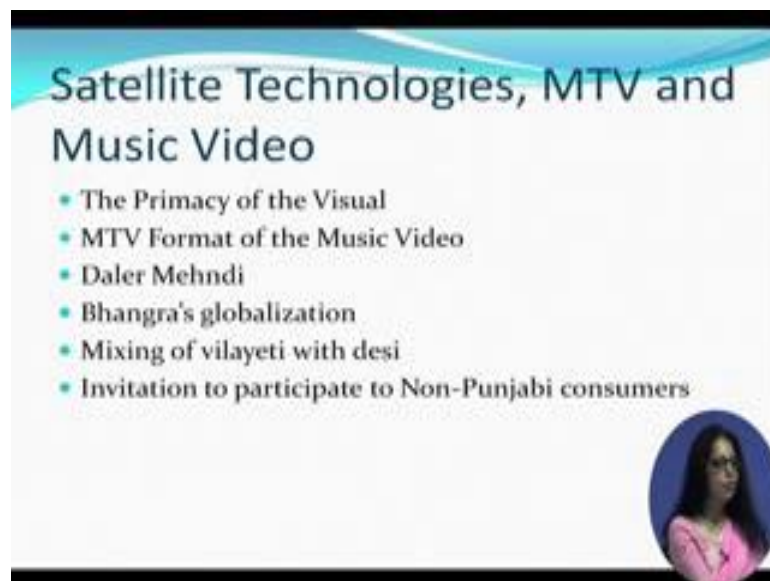 Satellite Technologies, MTV and
Music Video
The Primacy of the Visual
MTV Format of the Music Video
Daler Mehndi
Bhangra's globalization
Mixing of vilayeti with desi
Invitation to participate to Non-Punjabi consumers